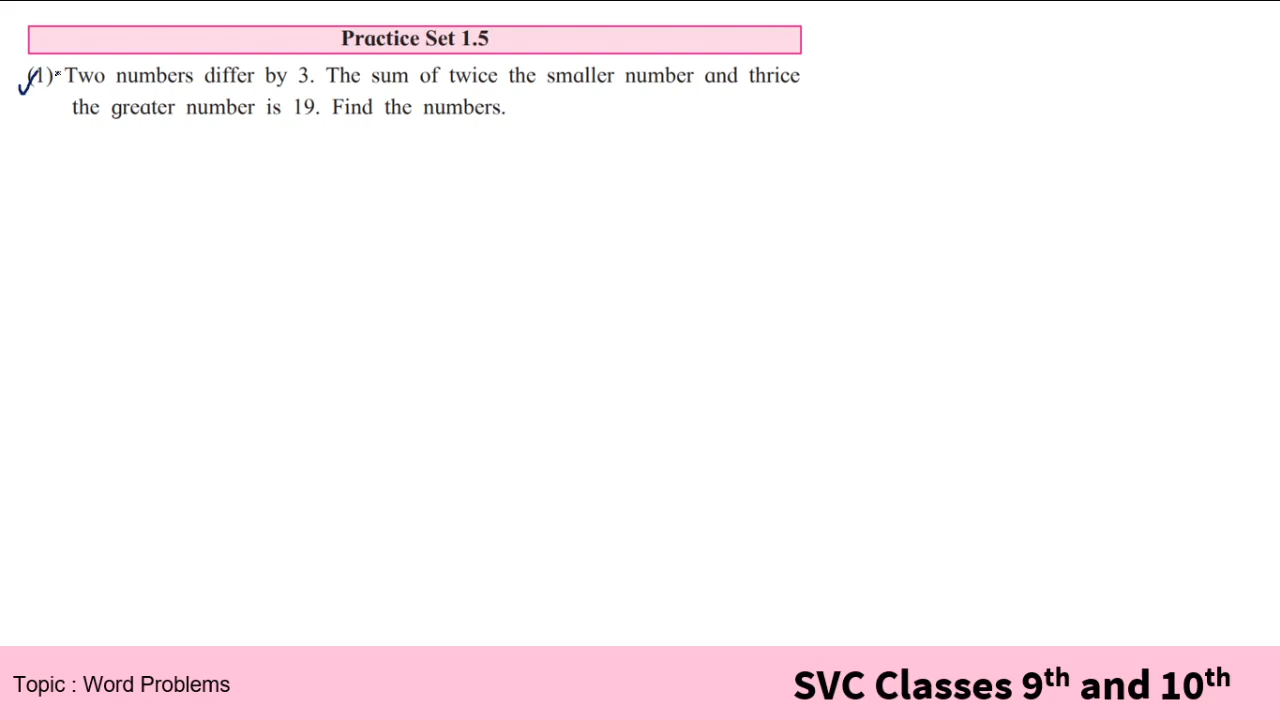 Practice Set 1.5
(1)* Two numbers differ by 3. The sum of twice the smaller number and thrice
the greater number is 19. Find the numbers.
Topic : Word Problems
SVC Classes 9th and 10th